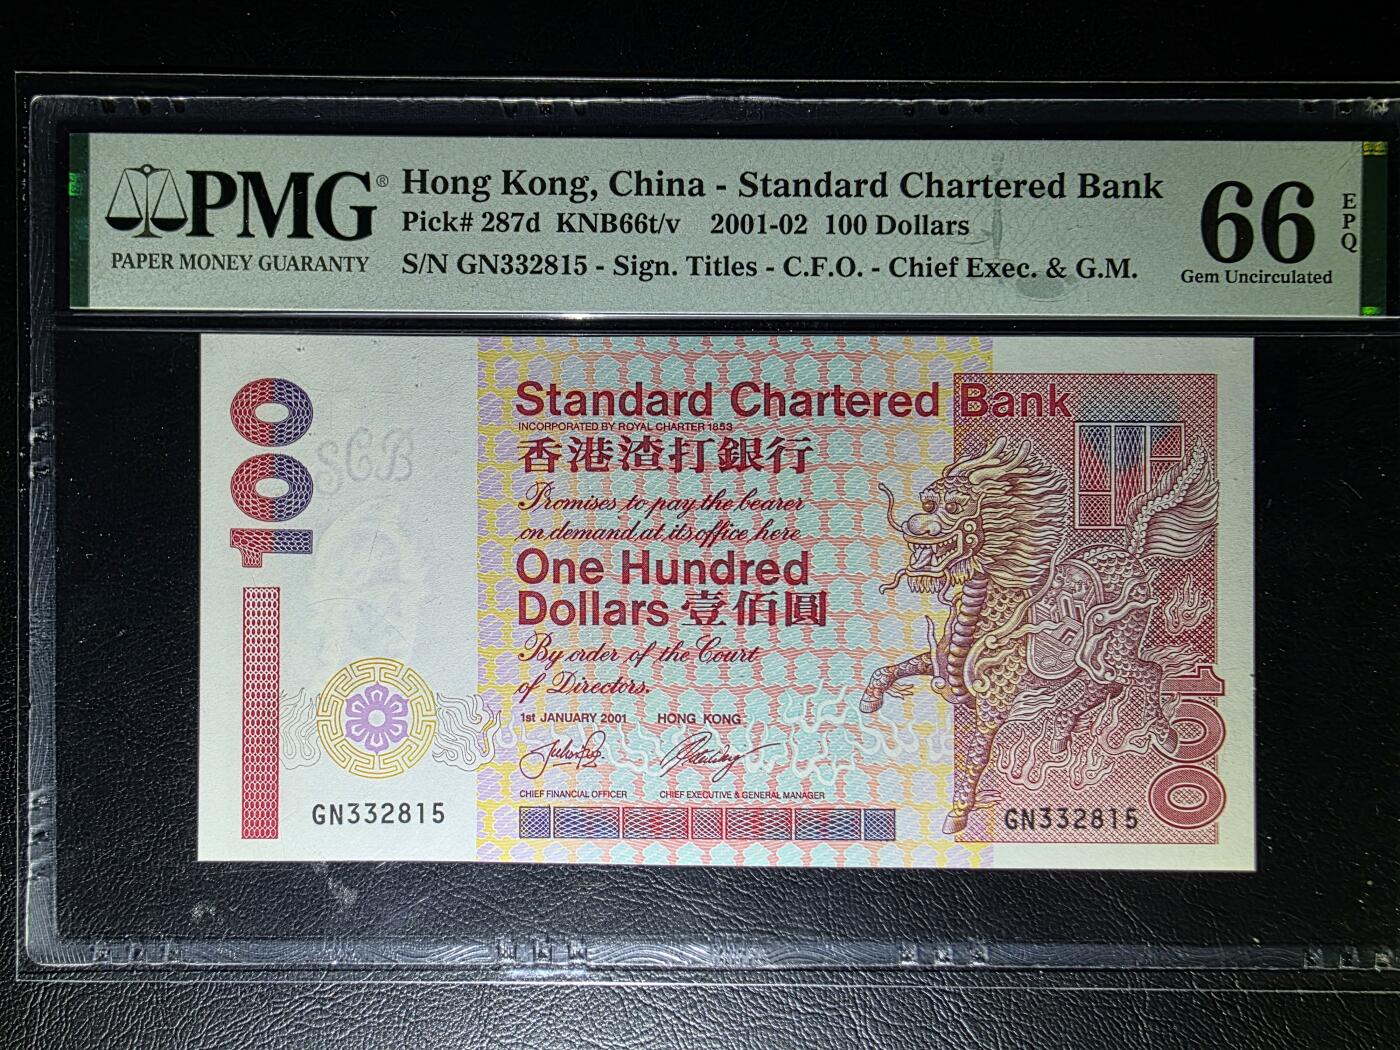 PMG®
PAPER MONEY GUARANTY
Hong Kong, China - Standard Chartered Bank
Pick# 287d KNB66t/v 2001-02 100 Dollars
S/N GN332815 - Sign. Titles - C.F.O. - Chief Exec. & G.M.
66
EPQ
Gem Uncirculated
100
SCB
Standard Chartered Bank
INCORPORATED BY ROYAL CHARTER 1853
香港渣打銀行
Promises to pay the bearer
on demand at its office here
One Hundred
Dollars 壹佰圓
By order of the Court
of Directors.
1st JANUARY 2001 HONG KONG
CHIEF FINANCIAL OFFICER CHIEF EXECUTIVE & GENERAL MANAGER
GN332815
GN332815
100